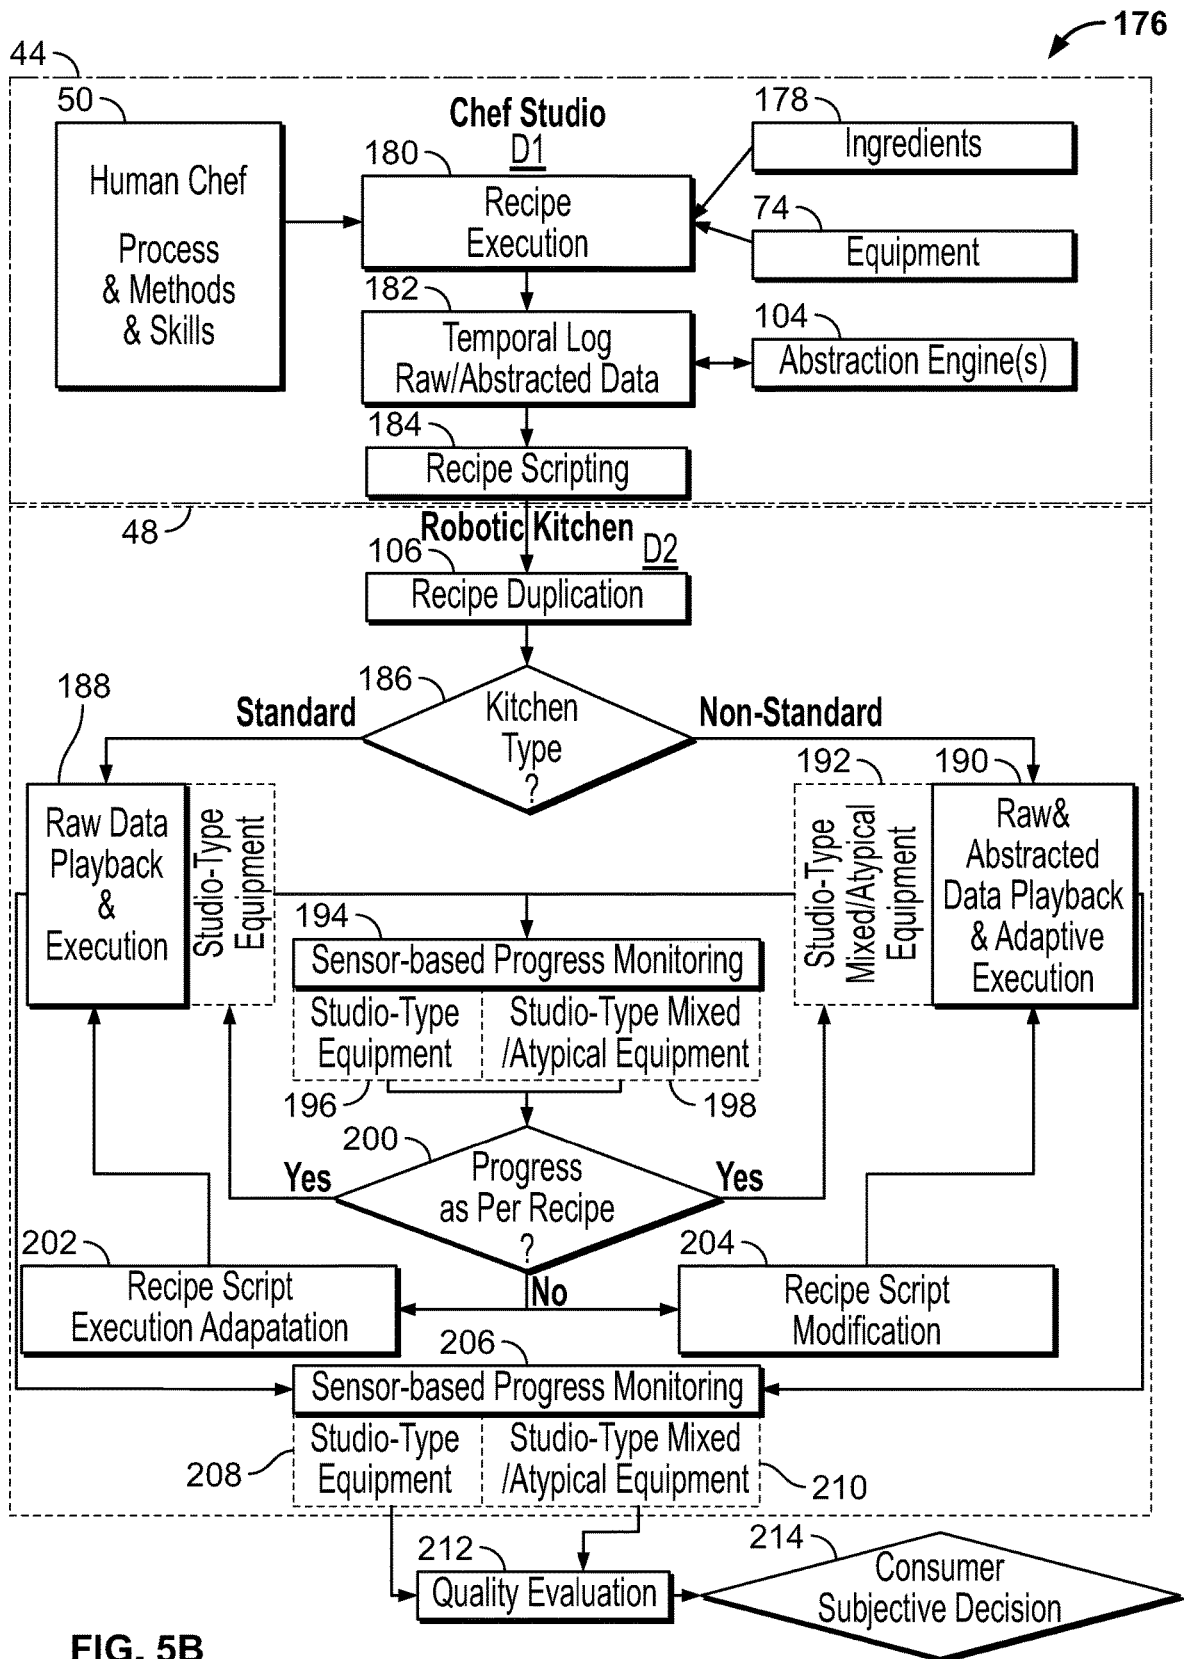 176
44
50
Human Chef
Process
& Methods
& Skills
Chef Studio
D1
180
Recipe
Execution
178
Ingredients
74
Equipment
182
Temporal Log
Raw/Abstracted Data
104
Abstraction Engine(s)
184
Recipe Scripting
48
Robotic Kitchen
D2
106
Recipe Duplication
186
Kitchen
Type
?
Standard
Non-Standard
188
Raw Data
Playback
&
Execution
Studio-Type
Equipment
192
Studio-Type
Mixed/Atypical
Equipment
190
Raw&
Abstracted
Data Playback
& Adaptive
Execution
194
Sensor-based Progress Monitoring
Studio-Type
Equipment
Studio-Type Mixed
/Atypical Equipment
196
198
200
Progress
as Per Recipe
?
Yes
Yes
No
202
Recipe Script
Execution Adapatation
204
Recipe Script
Modification
206
Sensor-based Progress Monitoring
Studio-Type
Equipment
Studio-Type Mixed
/Atypical Equipment
208
210
212
Quality Evaluation
214
Consumer
Subjective Decision
FIG. 5B